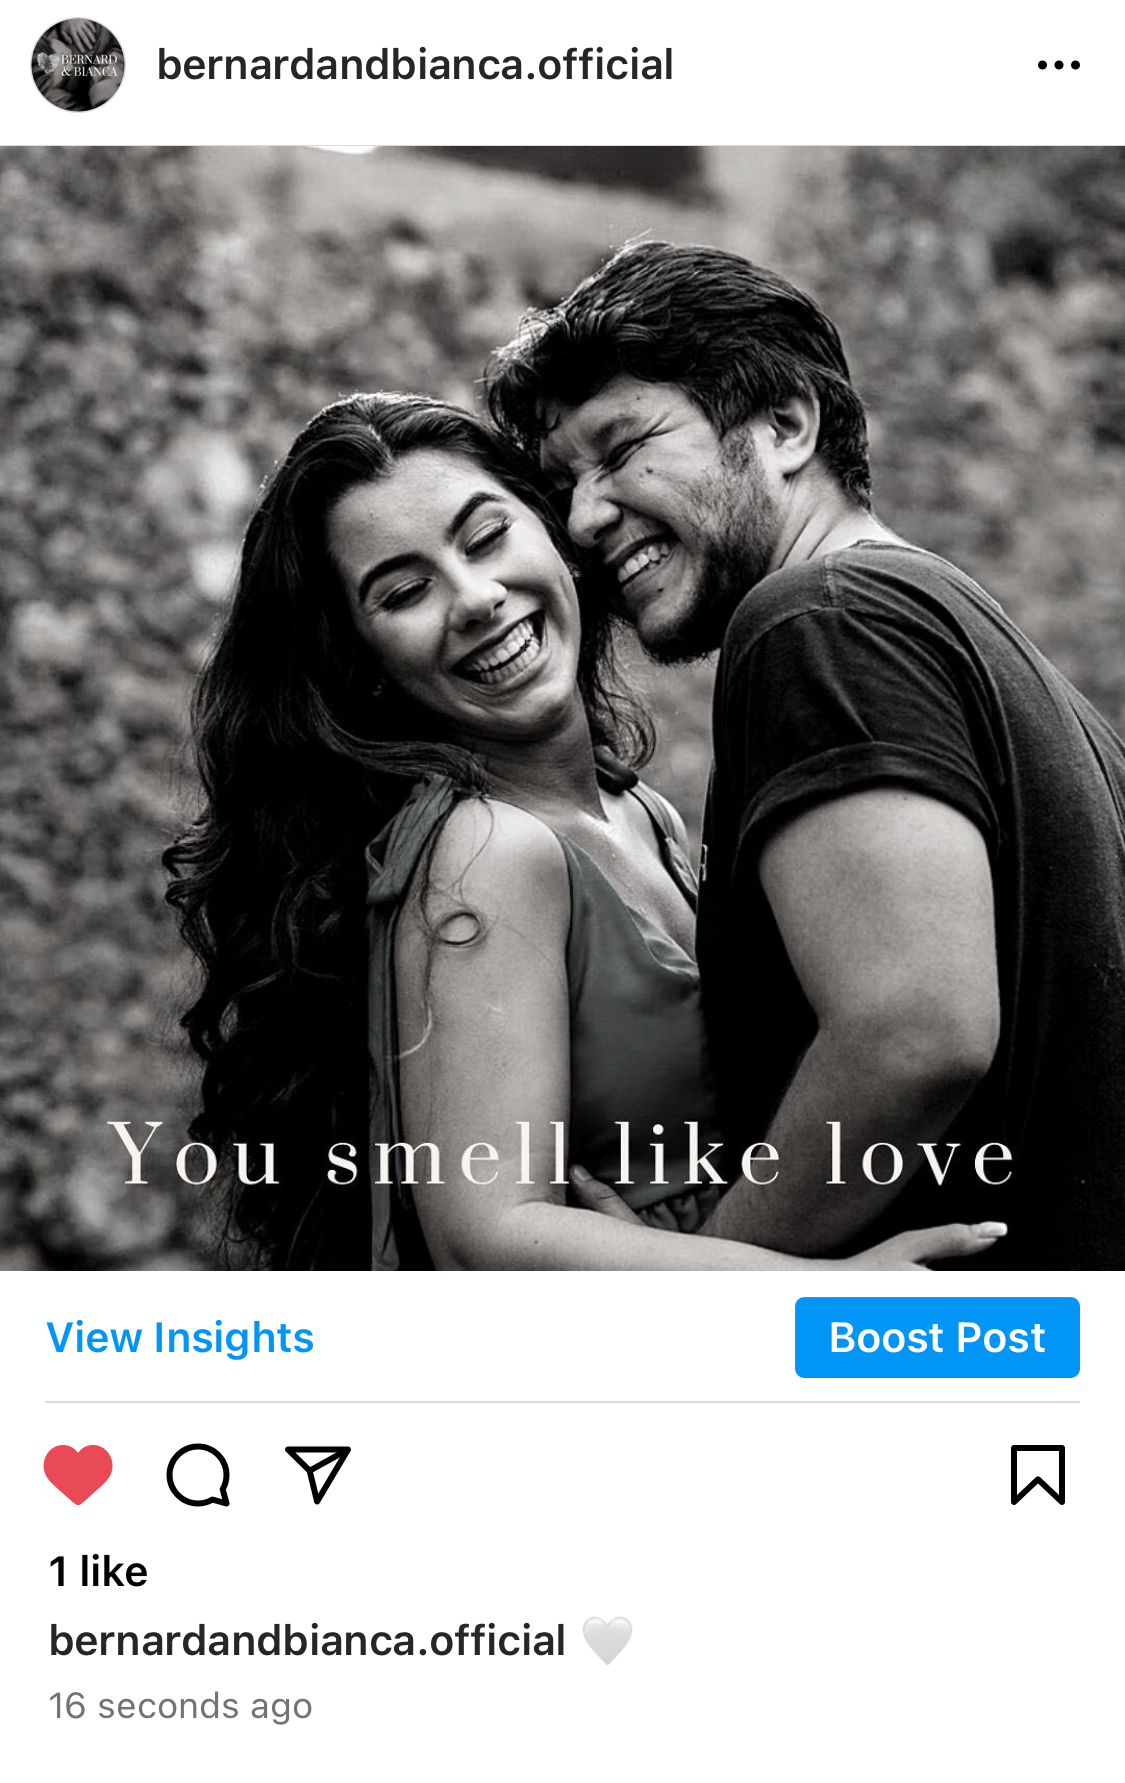 BERNARD
& BIANCA
bernardandbianca.official
You smell like love
View Insights
Boost Post
1 like
bernardandbianca.official 🤍
16 seconds ago